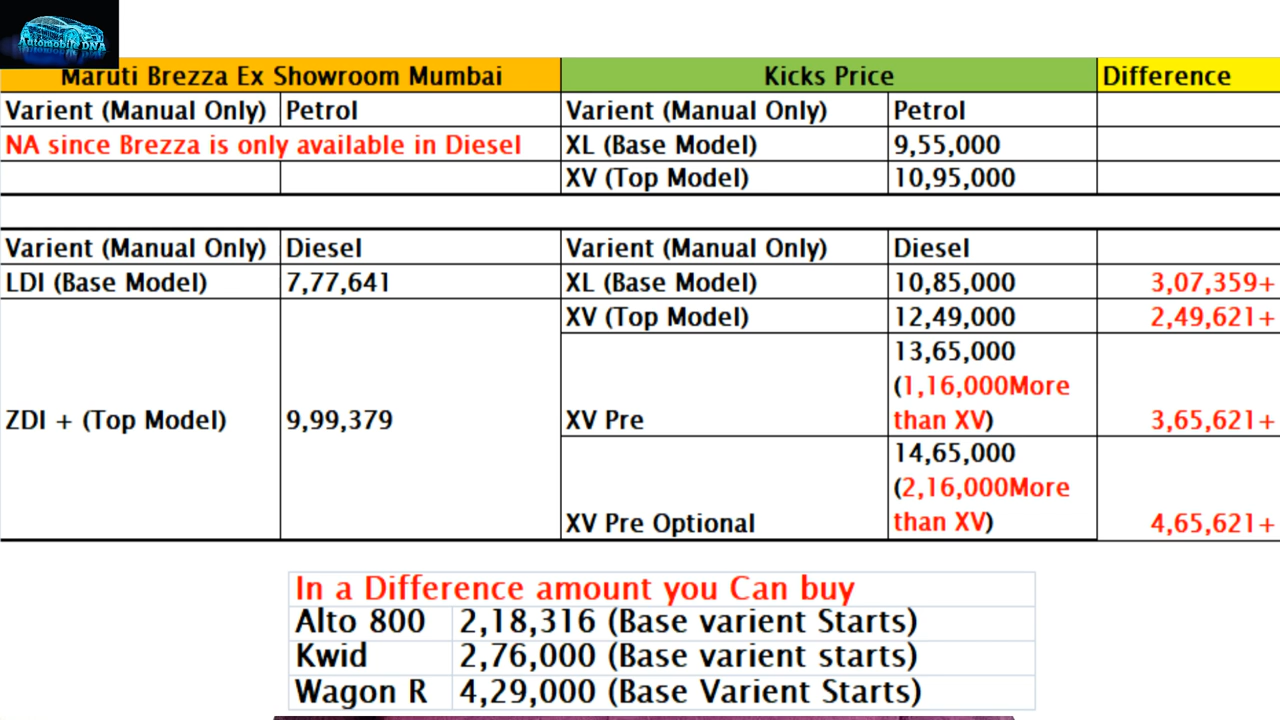 Automobile DNA
Maruti Brezza Ex Showroom Mumbai Kicks Price Difference
Varient (Manual Only) Petrol Varient (Manual Only) Petrol
NA since Brezza is only available in Diesel XL (Base Model) 9,55,000
XV (Top Model) 10,95,000
Varient (Manual Only) Diesel Varient (Manual Only) Diesel
LDI (Base Model) 7,77,641 XL (Base Model) 10,85,000 3,07,359+
XV (Top Model) 12,49,000 2,49,621+
13,65,000
(1,16,000More
ZDI + (Top Model) 9,99,379 XV Pre than XV) 3,65,621+
14,65,000
(2,16,000More
XV Pre Optional than XV) 4,65,621+
In a Difference amount you Can buy
Alto 800 2,18,316 (Base varient Starts)
Kwid 2,76,000 (Base varient starts)
Wagon R 4,29,000 (Base Varient Starts)